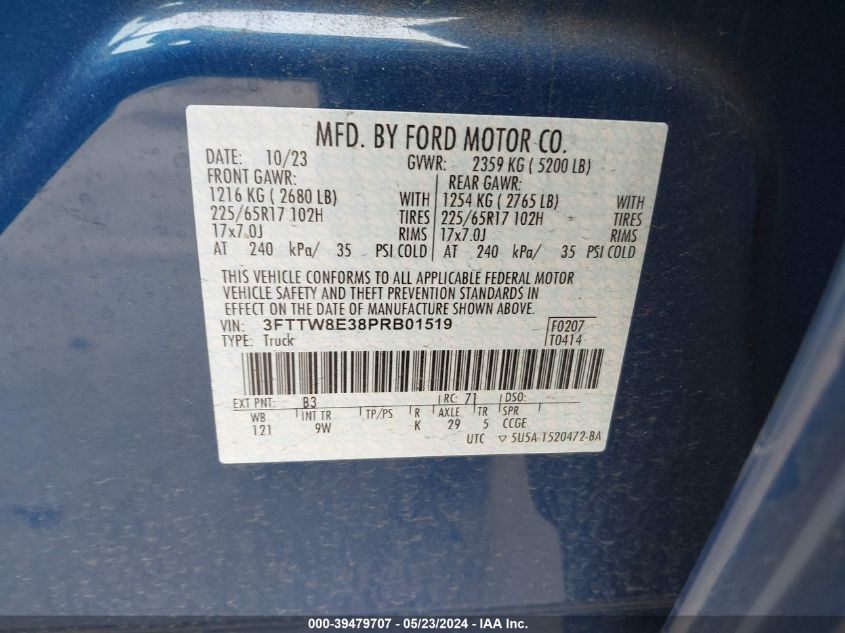 MFD. BY FORD MOTOR CO.
DATE: 10/23 GVWR: 2359 KG ( 5200 LB)
FRONT GAWR: REAR GAWR:
1216 KG ( 2680 LB) WITH 1254 KG ( 2765 LB) WITH
225/65R17 102H TIRES 225/65R17 102H TIRES
17x7.0J RIMS 17x7.0J RIMS
AT 240 kPa/ 35 PSI COLD AT 240 kPa/ 35 PSI COLD
THIS VEHICLE CONFORMS TO ALL APPLICABLE FEDERAL MOTOR
VEHICLE SAFETY AND THEFT PREVENTION STANDARDS IN
EFFECT ON THE DATE OF MANUFACTURE SHOWN ABOVE.
VIN: 3FTTW8E38PRB01519 F0207
TYPE: Truck T0414
EXT PNT: B3 RC: 71 DSO:
WB INT TR TP/PS R AXLE TR SPR
121 9W K 29 5 CCGE
UTC ▽ 5U5A-1520472-BA
000-39479707 - 05/23/2024 - IAA Inc.